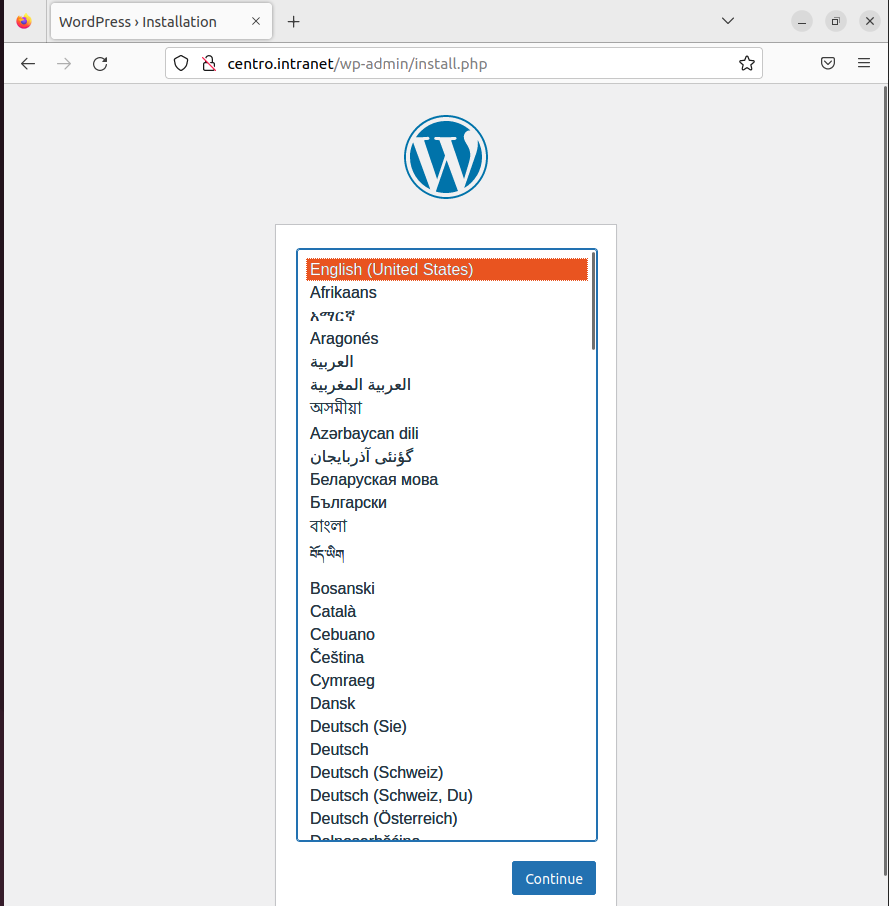 WordPress › Installation
centro.intranet/wp-admin/install.php
English (United States)
Afrikaans
አማርኛ
Aragonés
العربية
العربية المغربية
অসমীয়া
Azərbaycan dili
گؤنئی آذربایجان
Беларуская мова
Български
বাংলা
བོད་ཡིག
Bosanski
Català
Cebuano
Čeština
Cymraeg
Dansk
Deutsch (Sie)
Deutsch
Deutsch (Schweiz)
Deutsch (Schweiz, Du)
Deutsch (Österreich)
Continue